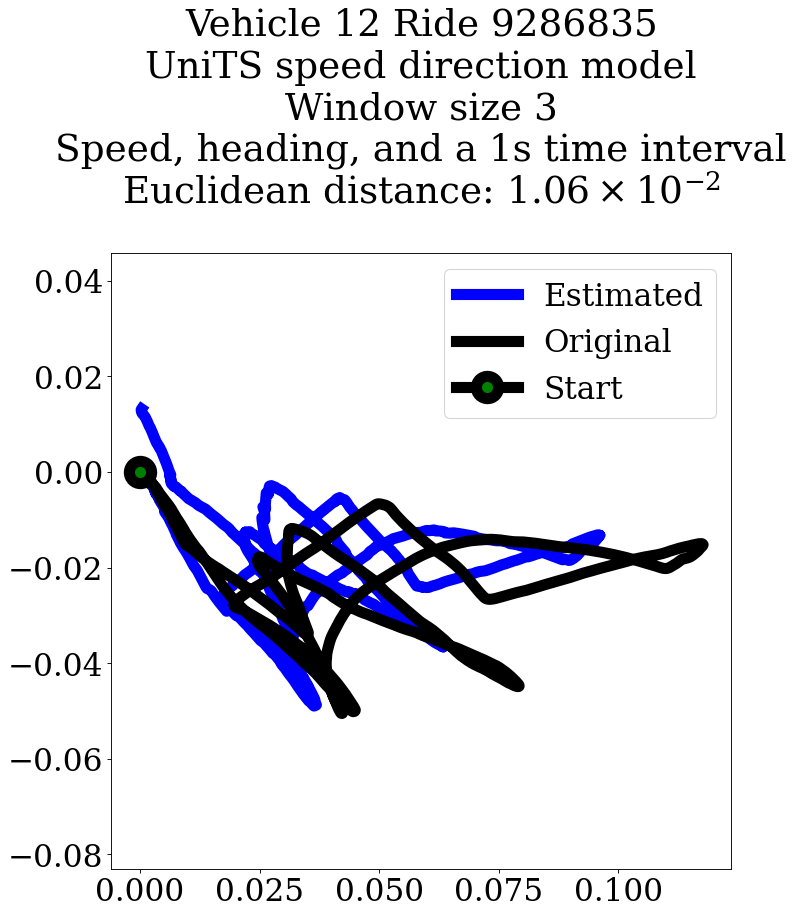 Vehicle 12 Ride 9286835
UniTS speed direction model
Window size 3
Speed, heading, and a 1s time interval
Euclidean distance: 1.06 × 10⁻²
Estimated
Original
Start
0.04
0.02
0.00
−0.02
−0.04
−0.06
−0.08
0.000 0.025 0.050 0.075 0.100